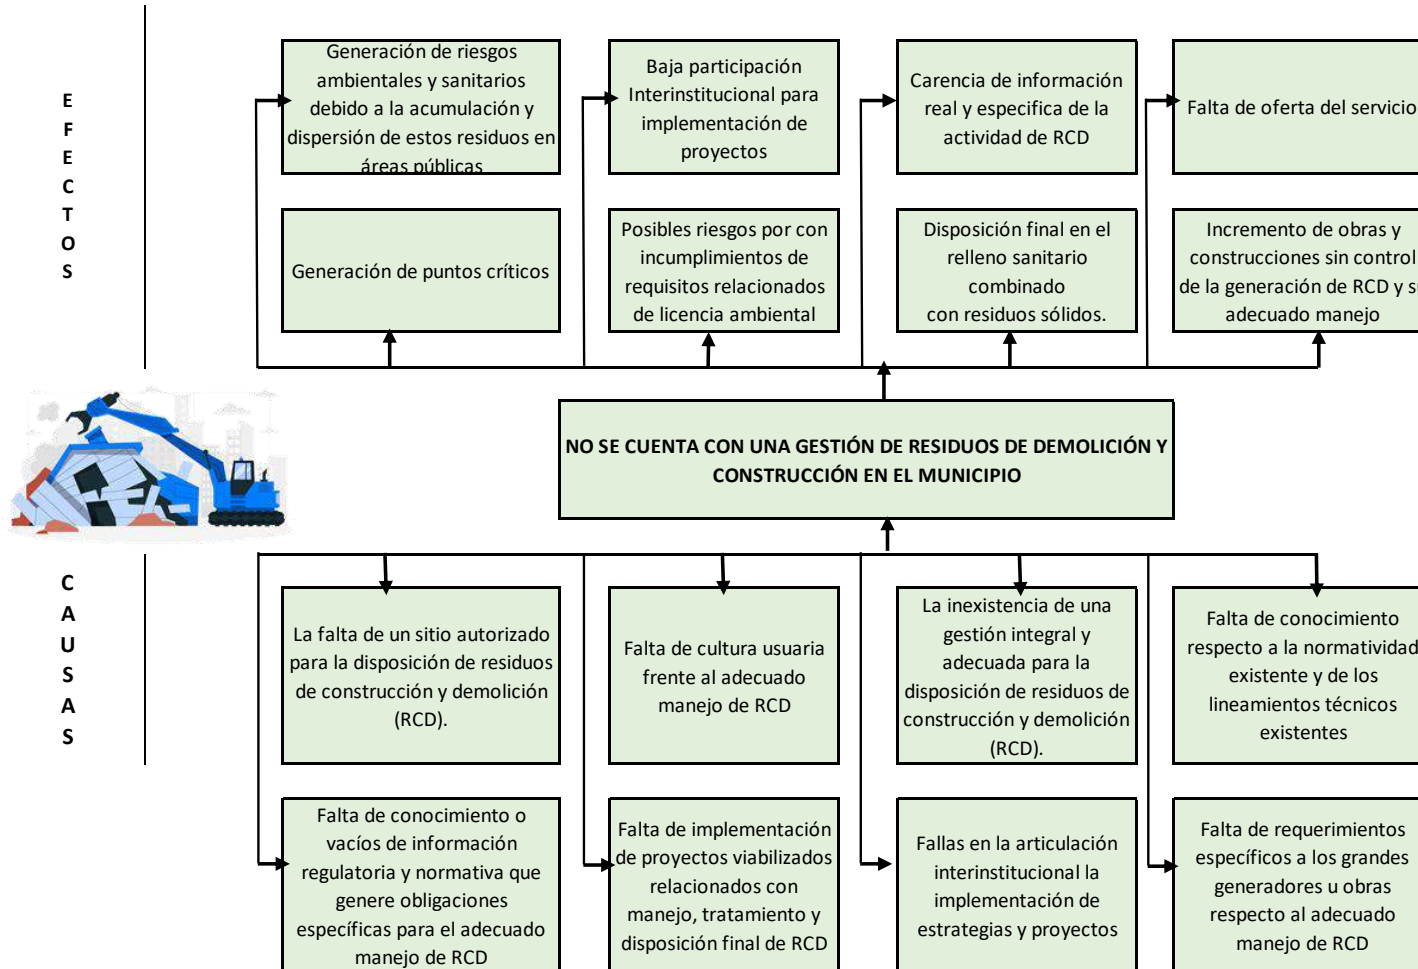 EFECTOS
Generación de riesgos
ambientales y sanitarios
debido a la acumulación y
dispersión de estos residuos en
áreas públicas
Baja participación
Interinstitucional para
implementación de
proyectos
Carencia de información
real y especifica de la
actividad de RCD
Falta de oferta del servicio
Generación de puntos críticos
Posibles riesgos por con
incumplimientos de
requisitos relacionados
de licencia ambiental
Disposición final en el
relleno sanitario
combinado
con residuos sólidos.
Incremento de obras y
construcciones sin control
de la generación de RCD y su
adecuado manejo
NO SE CUENTA CON UNA GESTIÓN DE RESIDUOS DE DEMOLICIÓN Y
CONSTRUCCIÓN EN EL MUNICIPIO
CAUSAS
La falta de un sitio autorizado
para la disposición de residuos
de construcción y demolición
(RCD).
Falta de cultura usuaria
frente al adecuado
manejo de RCD
La inexistencia de una
gestión integral y
adecuada para la
disposición de residuos de
construcción y demolición
(RCD).
Falta de conocimiento
respecto a la normatividad
existente y de los
lineamientos técnicos
existentes
Falta de conocimiento o
vacíos de información
regulatoria y normativa que
genere obligaciones
específicas para el adecuado
manejo de RCD
Falta de implementación
de proyectos viabilizados
relacionados con
manejo, tratamiento y
disposición final de RCD
Fallas en la articulación
interinstitucional la
implementación de
estrategias y proyectos
Falta de requerimientos
específicos a los grandes
generadores u obras
respecto al adecuado
manejo de RCD